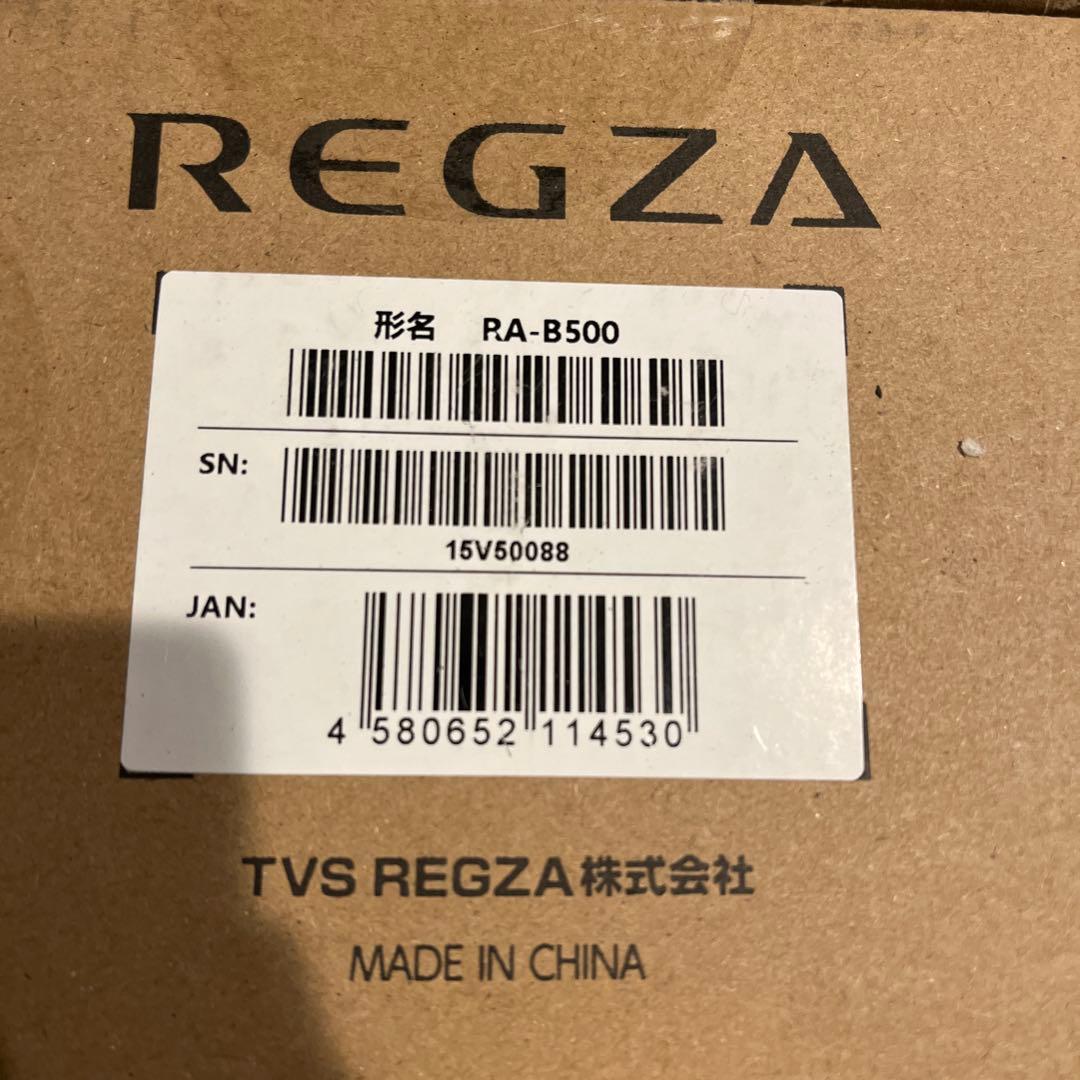 REGZA
形名 RA-B500
SN:
15V50088
JAN:
4 580652 114530
TVS REGZA株式会社
MADE IN CHINA